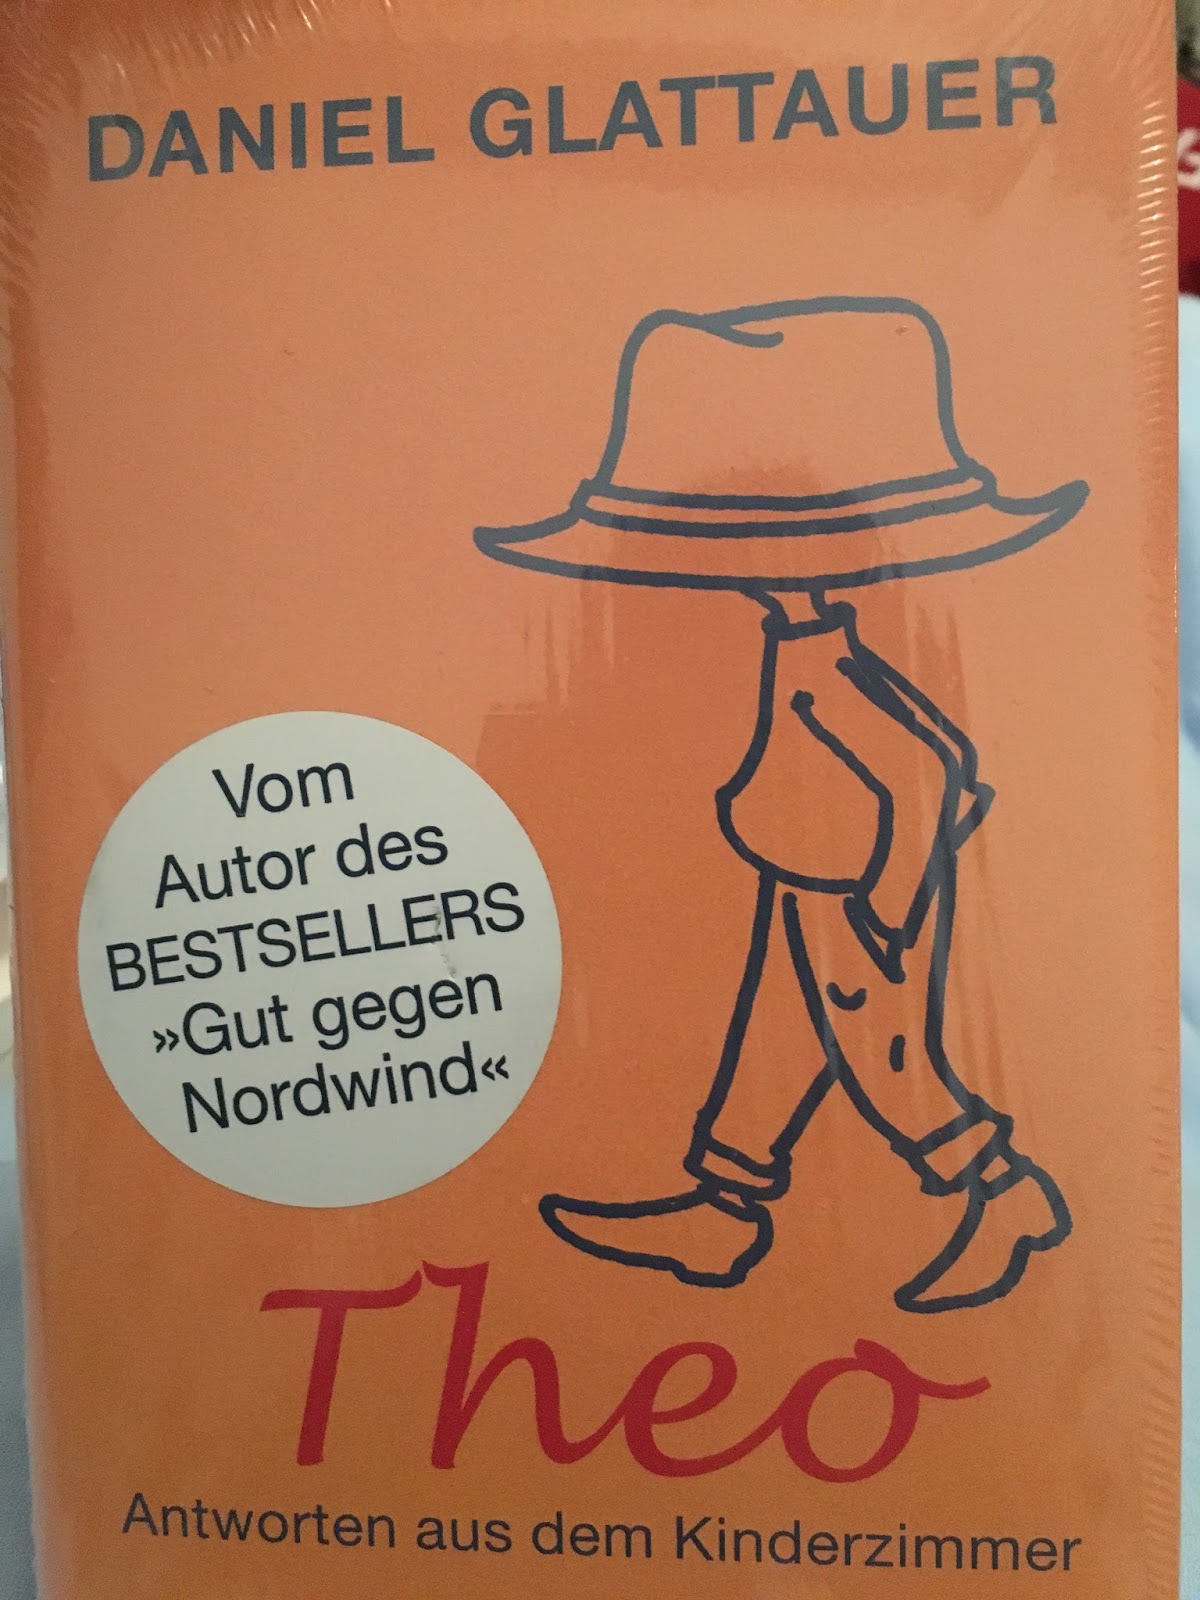 DANIEL GLATTAUER
Vom
Autor des
BESTSELLERS
»Gut gegen
Nordwind«
Theo
Antworten aus dem Kinderzimmer